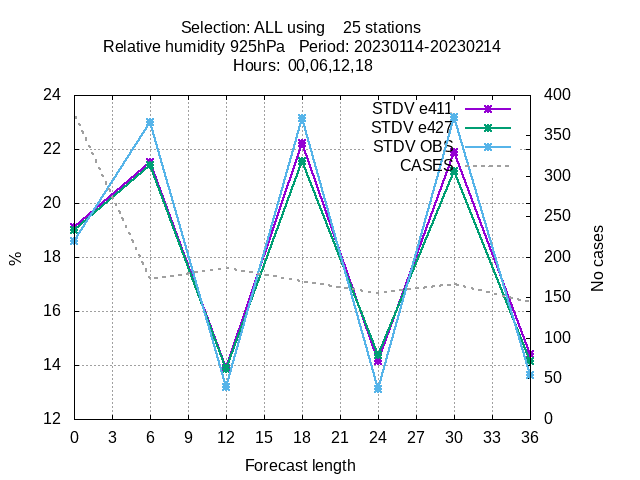 Selection: ALL using    25 stations
Relative humidity 925hPa   Period: 20230114-20230214
Hours:  00,06,12,18
24
22
20
18
16
14
12
400
350
300
250
200
150
100
50
0
STDV e411
STDV e427
STDV OBS
CASES
%
No cases
0 3 6 9 12 15 18 21 24 27 30 33 36
Forecast length